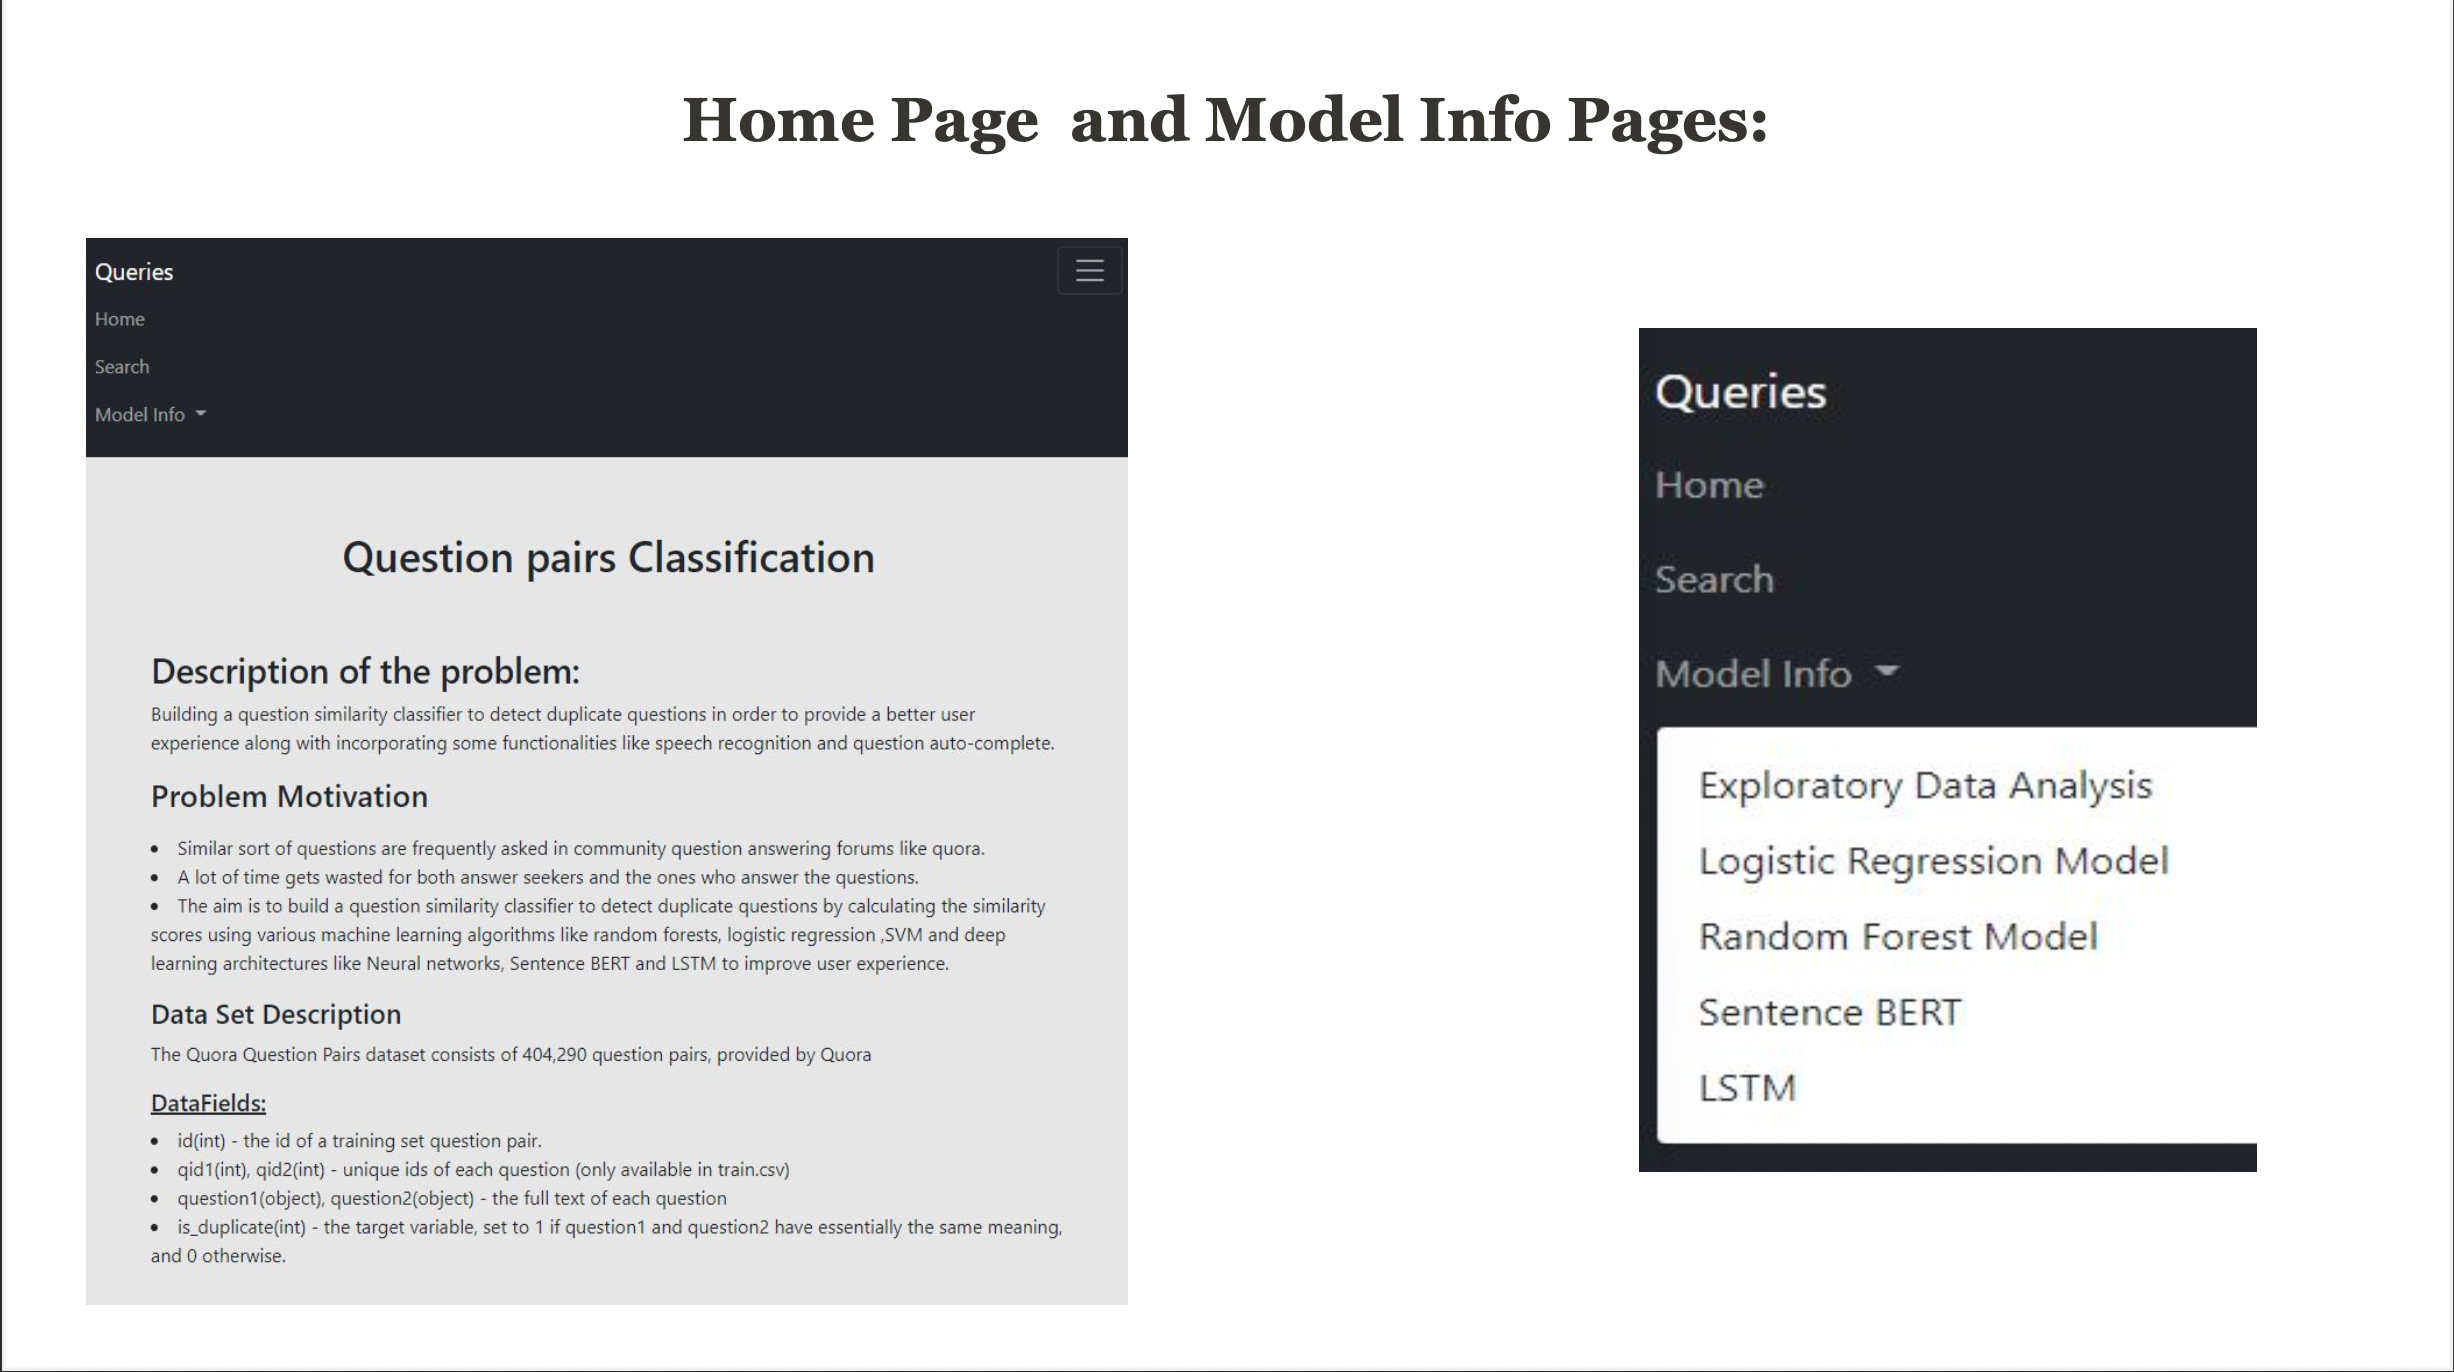 Home Page  and Model Info Pages:
Queries
Home
Search
Model Info
Question pairs Classification
Description of the problem:
Building a question similarity classifier to detect duplicate questions in order to provide a better user
experience along with incorporating some functionalities like speech recognition and question auto-complete.
Problem Motivation
• Similar sort of questions are frequently asked in community question answering forums like quora.
• A lot of time gets wasted for both answer seekers and the ones who answer the questions.
• The aim is to build a question similarity classifier to detect duplicate questions by calculating the similarity
scores using various machine learning algorithms like random forests, logistic regression ,SVM and deep
learning architectures like Neural networks, Sentence BERT and LSTM to improve user experience.
Data Set Description
The Quora Question Pairs dataset consists of 404,290 question pairs, provided by Quora
DataFields:
• id(int) - the id of a training set question pair.
• qid1(int), qid2(int) - unique ids of each question (only available in train.csv)
• question1(object), question2(object) - the full text of each question
• is_duplicate(int) - the target variable, set to 1 if question1 and question2 have essentially the same meaning,
and 0 otherwise.
Queries
Home
Search
Model Info
Exploratory Data Analysis
Logistic Regression Model
Random Forest Model
Sentence BERT
LSTM